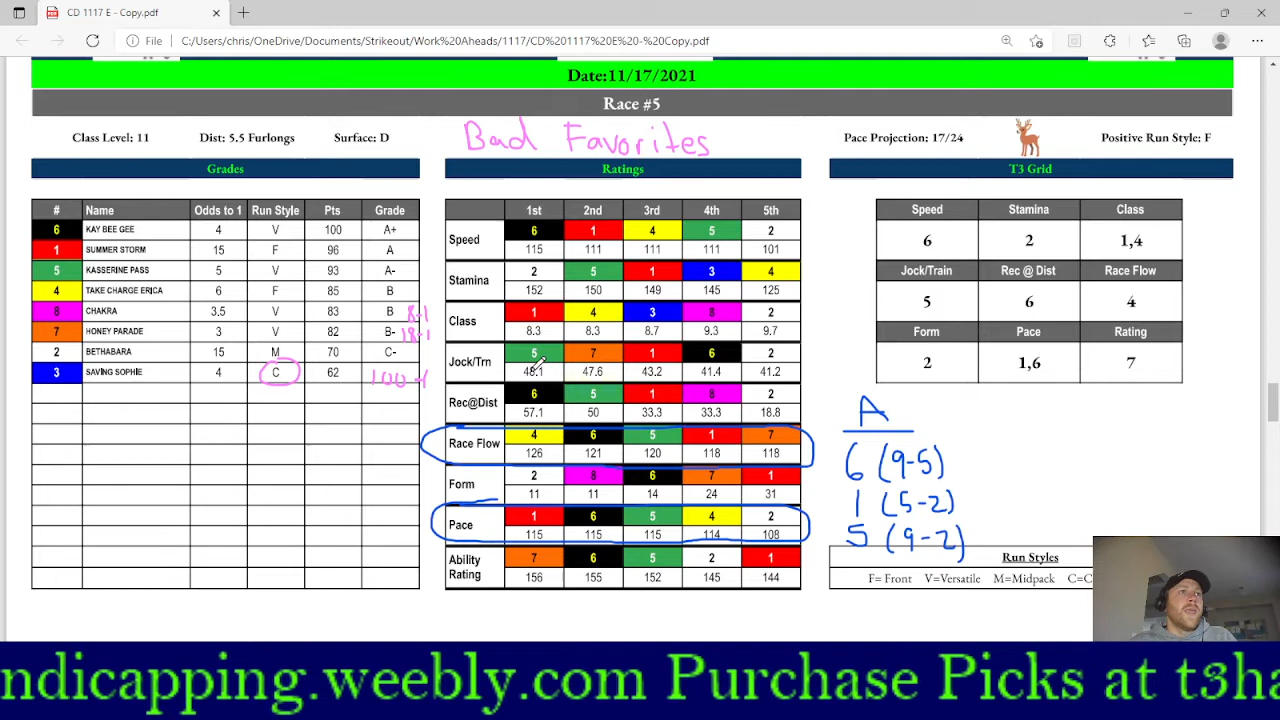 CD 1117 E - Copy.pdf
File C:/Users/chris/OneDrive/Documents/Strikeout/Work%20Aheads/1117/CD%201117%20E%20-%20Copy.pdf
Date:11/17/2021
Race #5
Class Level: 11 Dist: 5.5 Furlongs Surface: D Bad Favorites Pace Projection: 17/24 Positive Run Style: F
Grades Ratings T3 Grid
# Name Odds to 1 Run Style Pts Grade
6 KAY BEE GEE 4 V 100 A+
1 SUMMER STORM 15 F 96 A
5 KASSERINE PASS 5 V 93 A-
4 TAKE CHARGE ERICA 6 F 85 B
8 CHAKRA 3.5 V 83 B 8-1
7 HONEY PARADE 3 V 82 B- 18-1
2 BETHABARA 15 M 70 C-
3 SAVING SOPHIE 4 C 62 100-1
1st 2nd 3rd 4th 5th
Speed 6 1 4 5 2
115 111 111 111 101
Stamina 2 5 1 3 4
152 150 149 145 125
Class 1 4 3 8 2
8.3 8.3 8.7 9.3 9.7
Jock/Trn 5 7 1 6 2
48.1 47.6 43.2 41.4 41.2
Rec@Dist 6 5 1 8 2
57.1 50 33.3 33.3 18.8
Race Flow 4 6 5 1 7
126 121 120 118 118
Form 2 8 6 7 1
11 11 14 24 31
Pace 1 6 5 4 2
115 115 115 114 108
Ability Rating 7 6 5 2 1
156 155 152 145 144
Speed Stamina Class
6 2 1,4
Jock/Train Rec @ Dist Race Flow
5 6 4
Form Pace Rating
2 1,6 7
A
6 (9-5)
1 (5-2)
5 (9-2)
Run Styles
F= Front V=Versatile M=Midpack C=C
ndicapping.weebly.com Purchase Picks at t3ha